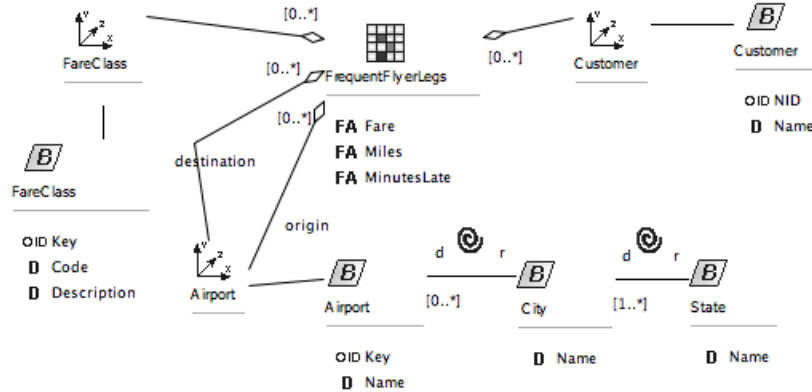 [0..*]
FareClass
[0..*]
FrequentFlyerLegs
[0..*]
Customer
B
Customer
[0..*]
OID NID
D Name
FA Fare
FA Miles
FA MinutesLate
destination
B
FareClass
origin
OID Key
D Code
D Description
Airport
d r
d r
B
Airport
[0..*]
B
City
[1..*]
B
State
OID Key
D Name
D Name
D Name